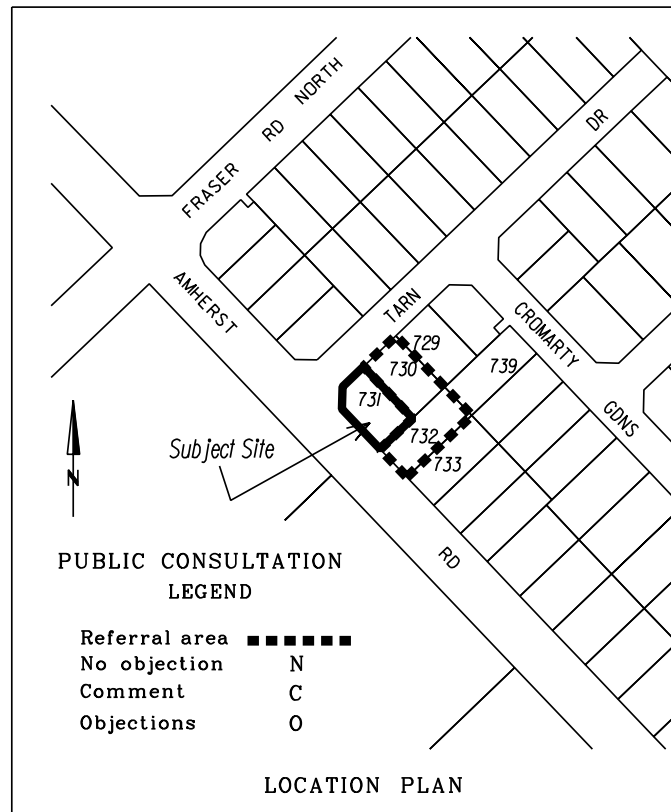 FRASER RD NORTH
DR
AMHERST
TARN
CROMARTY
GDNS
729
730
739
731
732
733
Subject Site
N
RD
PUBLIC CONSULTATION
LEGEND
Referral area
No objection N
Comment C
Objections O
LOCATION PLAN